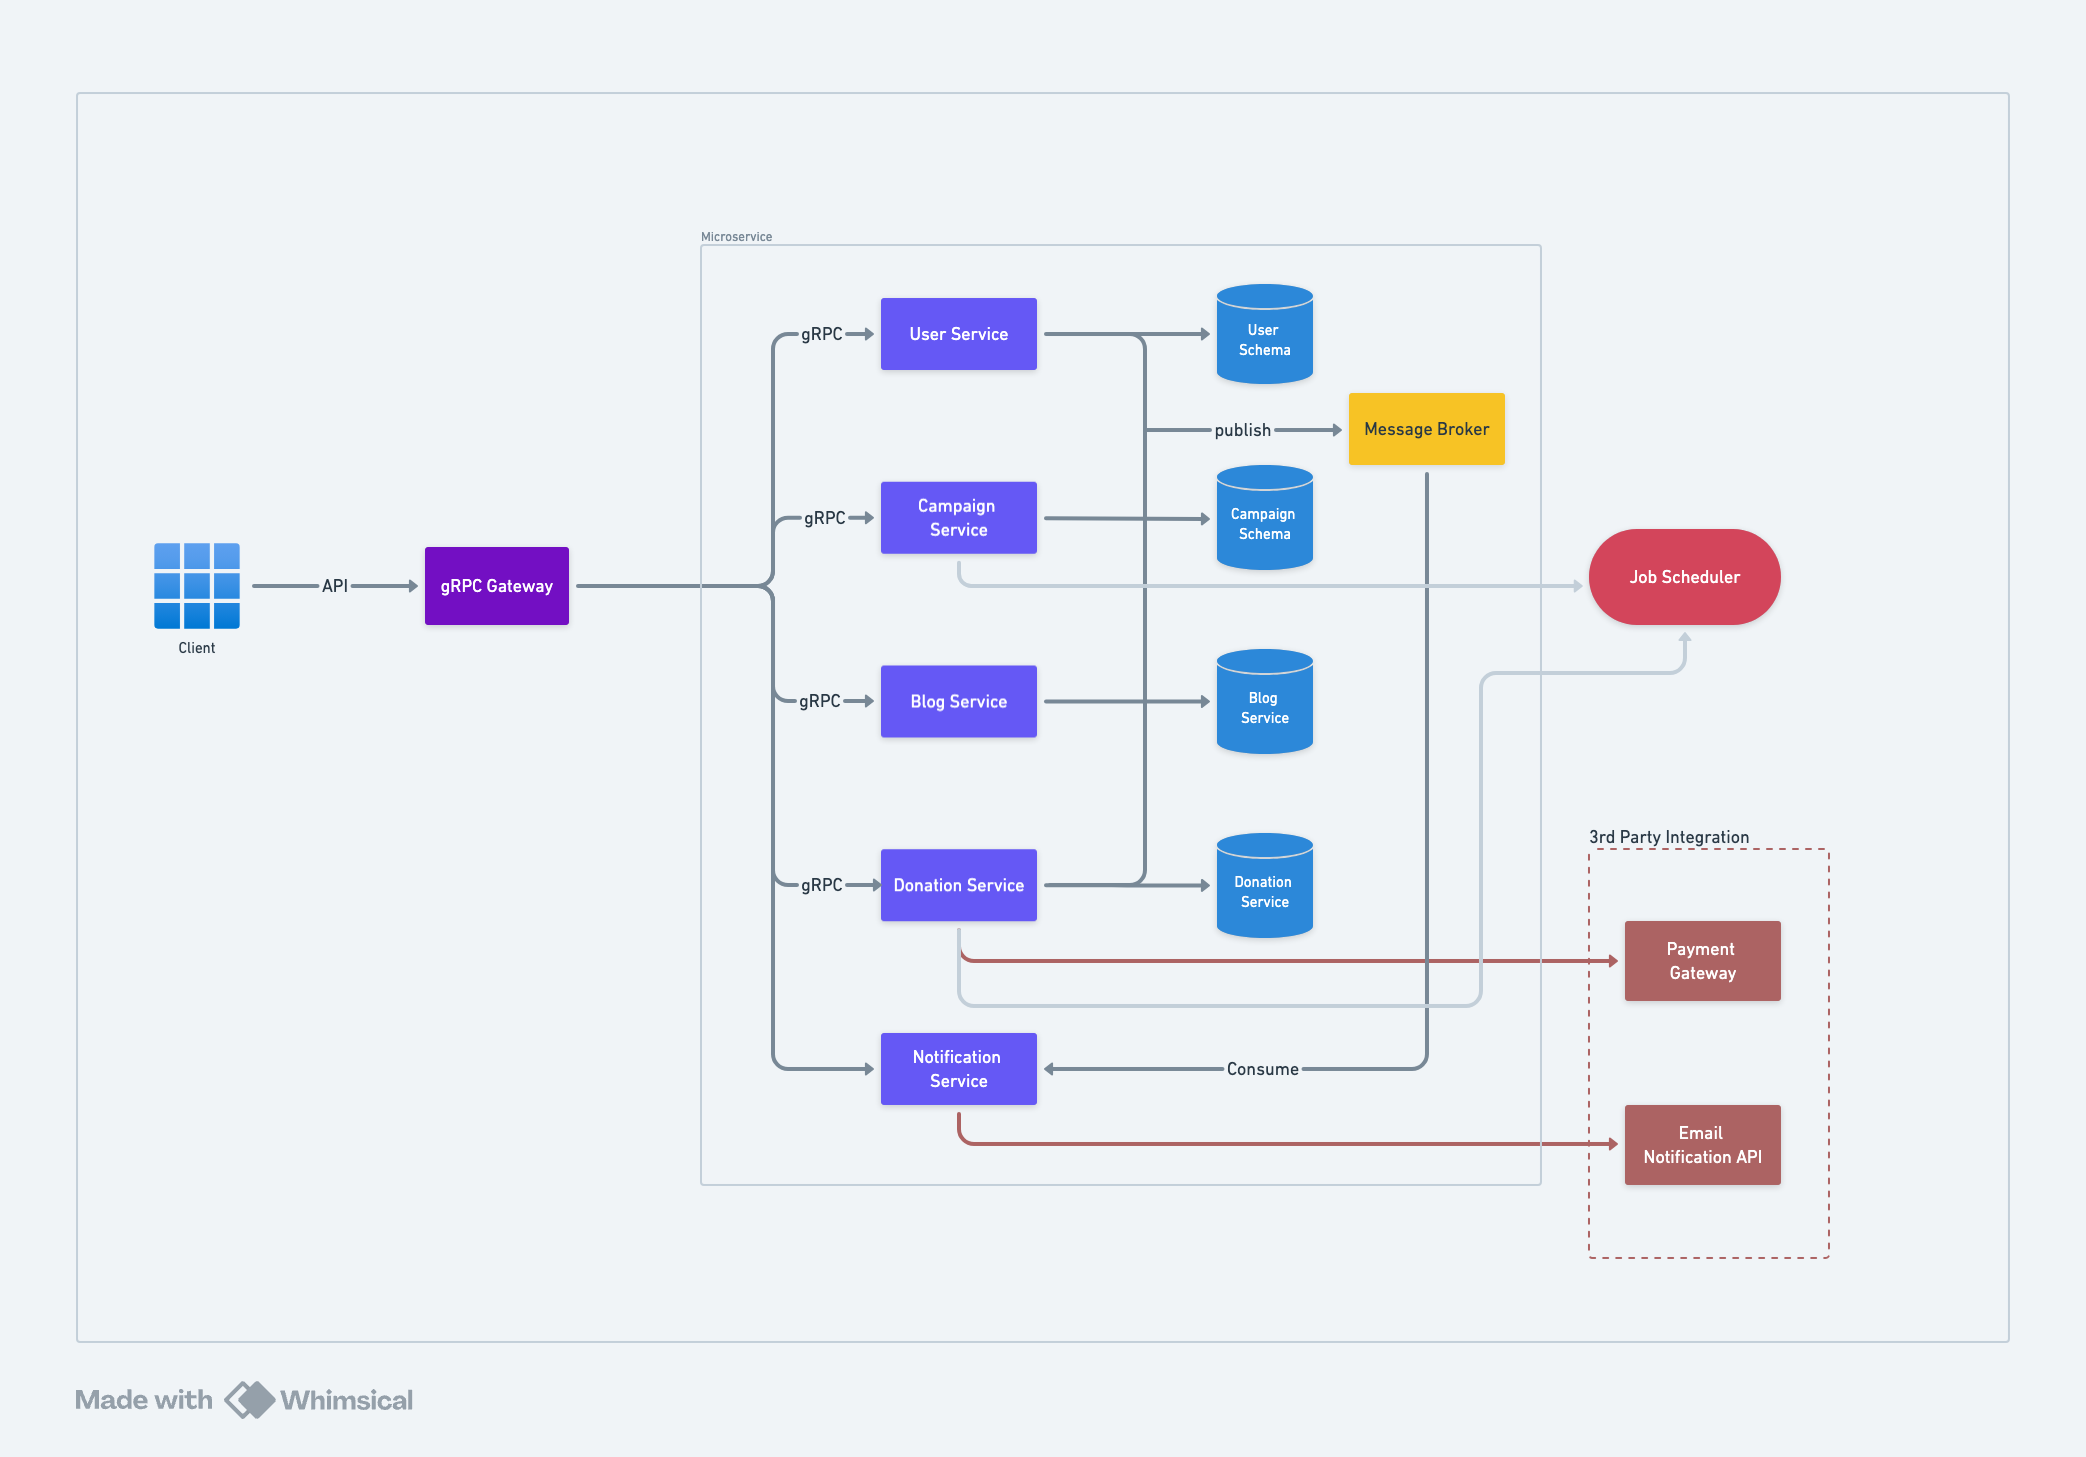 Microservice
gRPC
User Service
User
Schema
publish
Message Broker
gRPC
Campaign
Service
Campaign
Schema
Job Scheduler
API
gRPC Gateway
Client
gRPC
Blog Service
Blog
Service
3rd Party Integration
gRPC
Donation Service
Donation
Service
Payment
Gateway
Notification
Service
Consume
Email
Notification API
Made with Whimsical